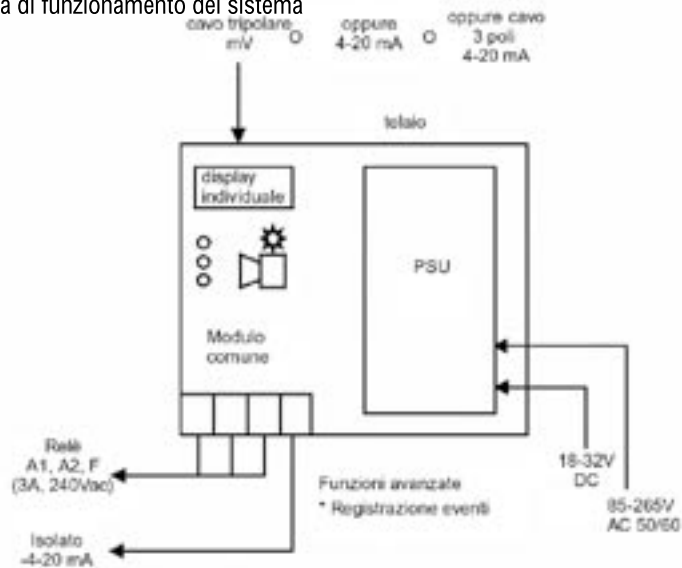 a di funzionamento del sistema
cavo tripolare
mV
oppure
4-20 mA
oppure cavo
3 poli
4-20 mA
telaio
display
individuale
PSU
Modulo
comune
Relè
A1, A2, F
(3A, 240Vac)
Funzioni avanzate
* Registrazione eventi
18-32V
DC
85-265V
AC 50/60
Isolato
-4-20 mA